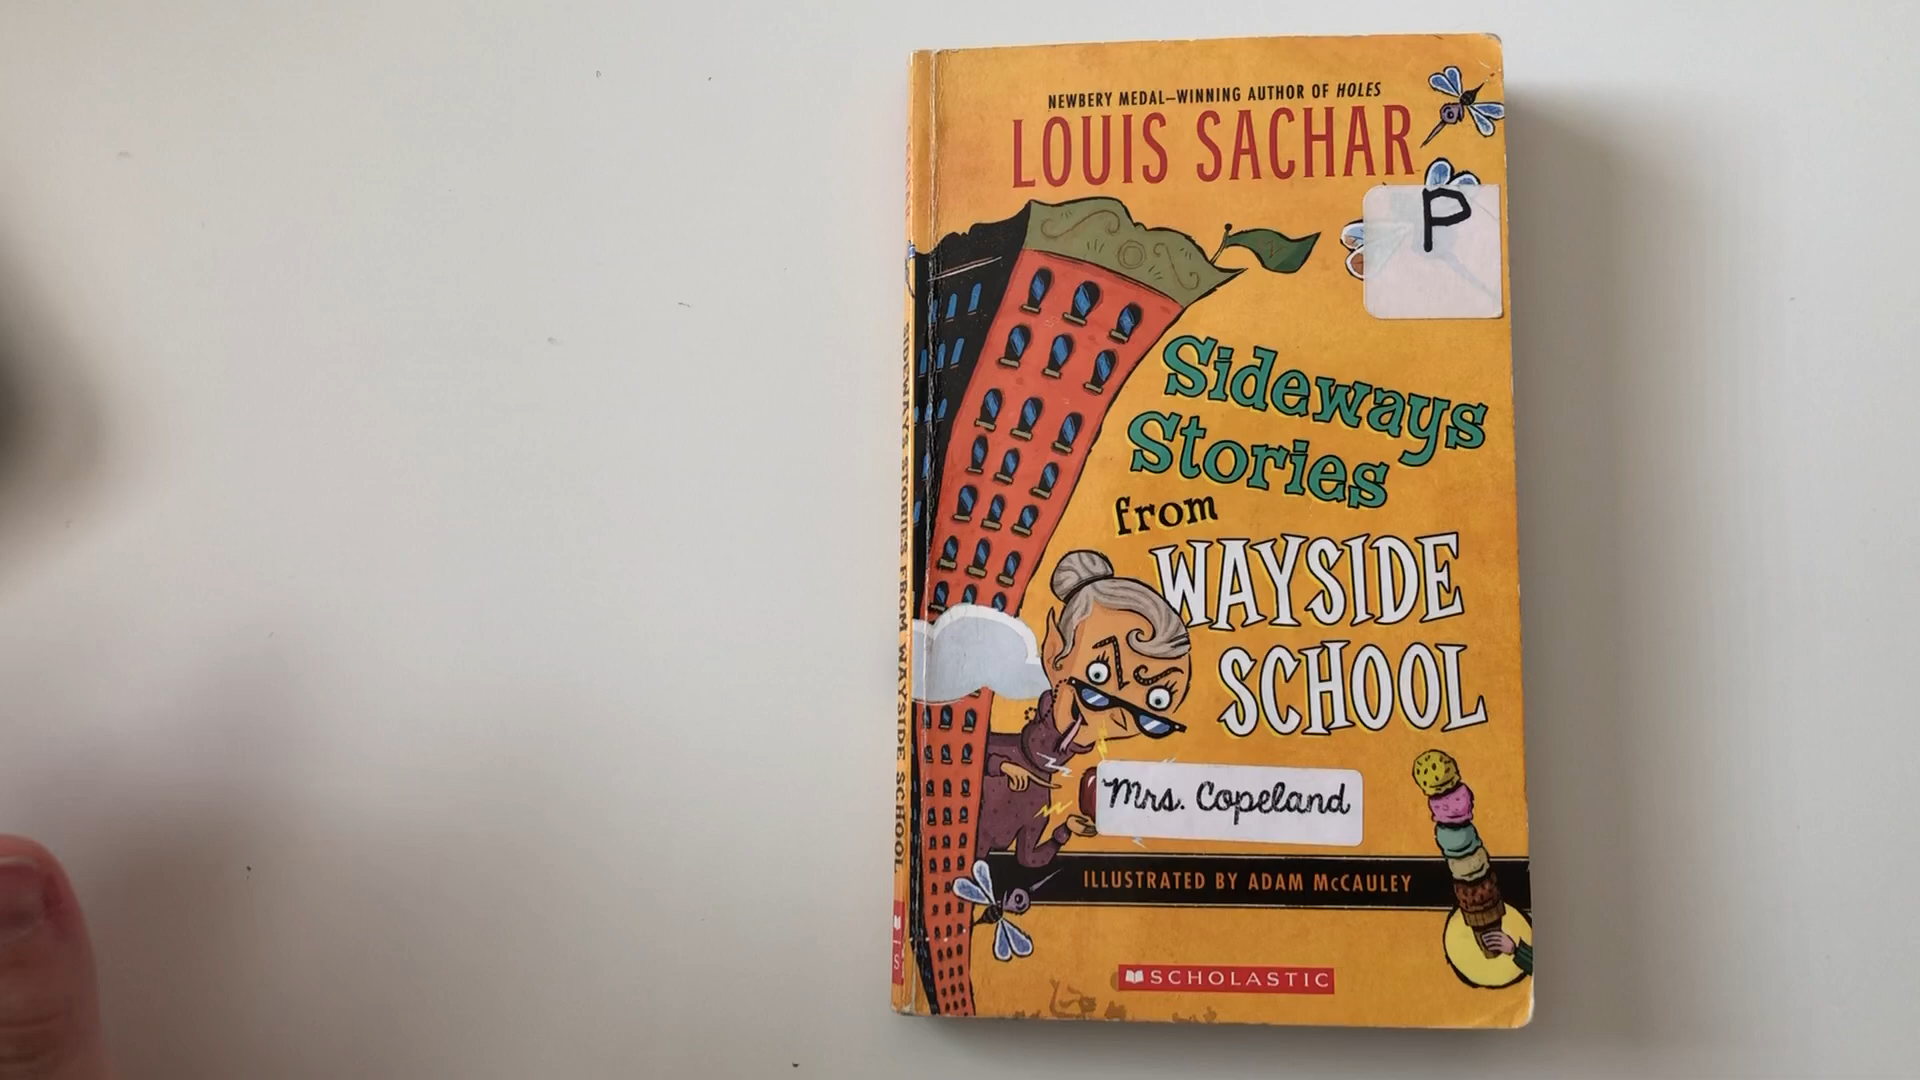 NEWBERY MEDAL–WINNING AUTHOR OF HOLES
LOUIS SACHAR
P
Sideways
Stories
from
WAYSIDE
SCHOOL
Mrs. Copeland
ILLUSTRATED BY ADAM McCAULEY
SCHOLASTIC
SIDEWAYS STORIES FROM WAYSIDE SCHOOL